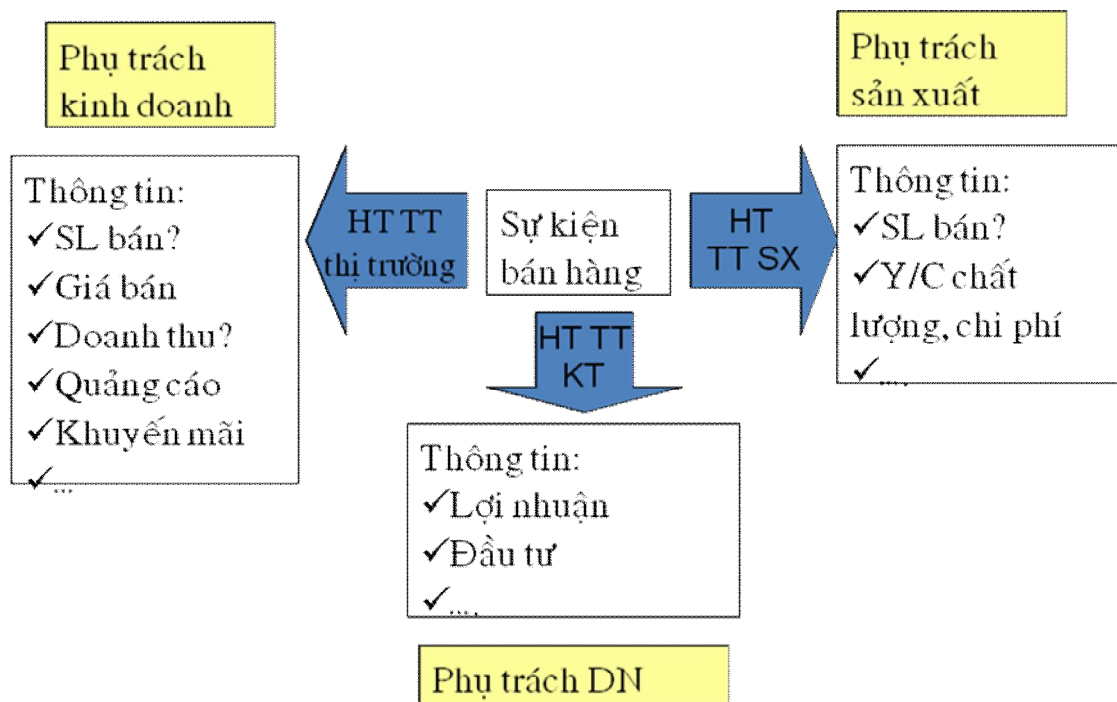 Phụ trách
kinh doanh
Phụ trách
sản xuất
Thông tin:
✓SL bán?
✓Giá bán
✓Doanh thu?
✓Quảng cáo
✓Khuyến mãi
✓...
HT TT
thị trường
Sự kiện
bán hàng
HT
TT SX
Thông tin:
✓SL bán?
✓Y/C chất
lượng, chi phí
✓....
HT TT
KT
Thông tin:
✓Lợi nhuận
✓Đầu tư
✓....
Phụ trách DN